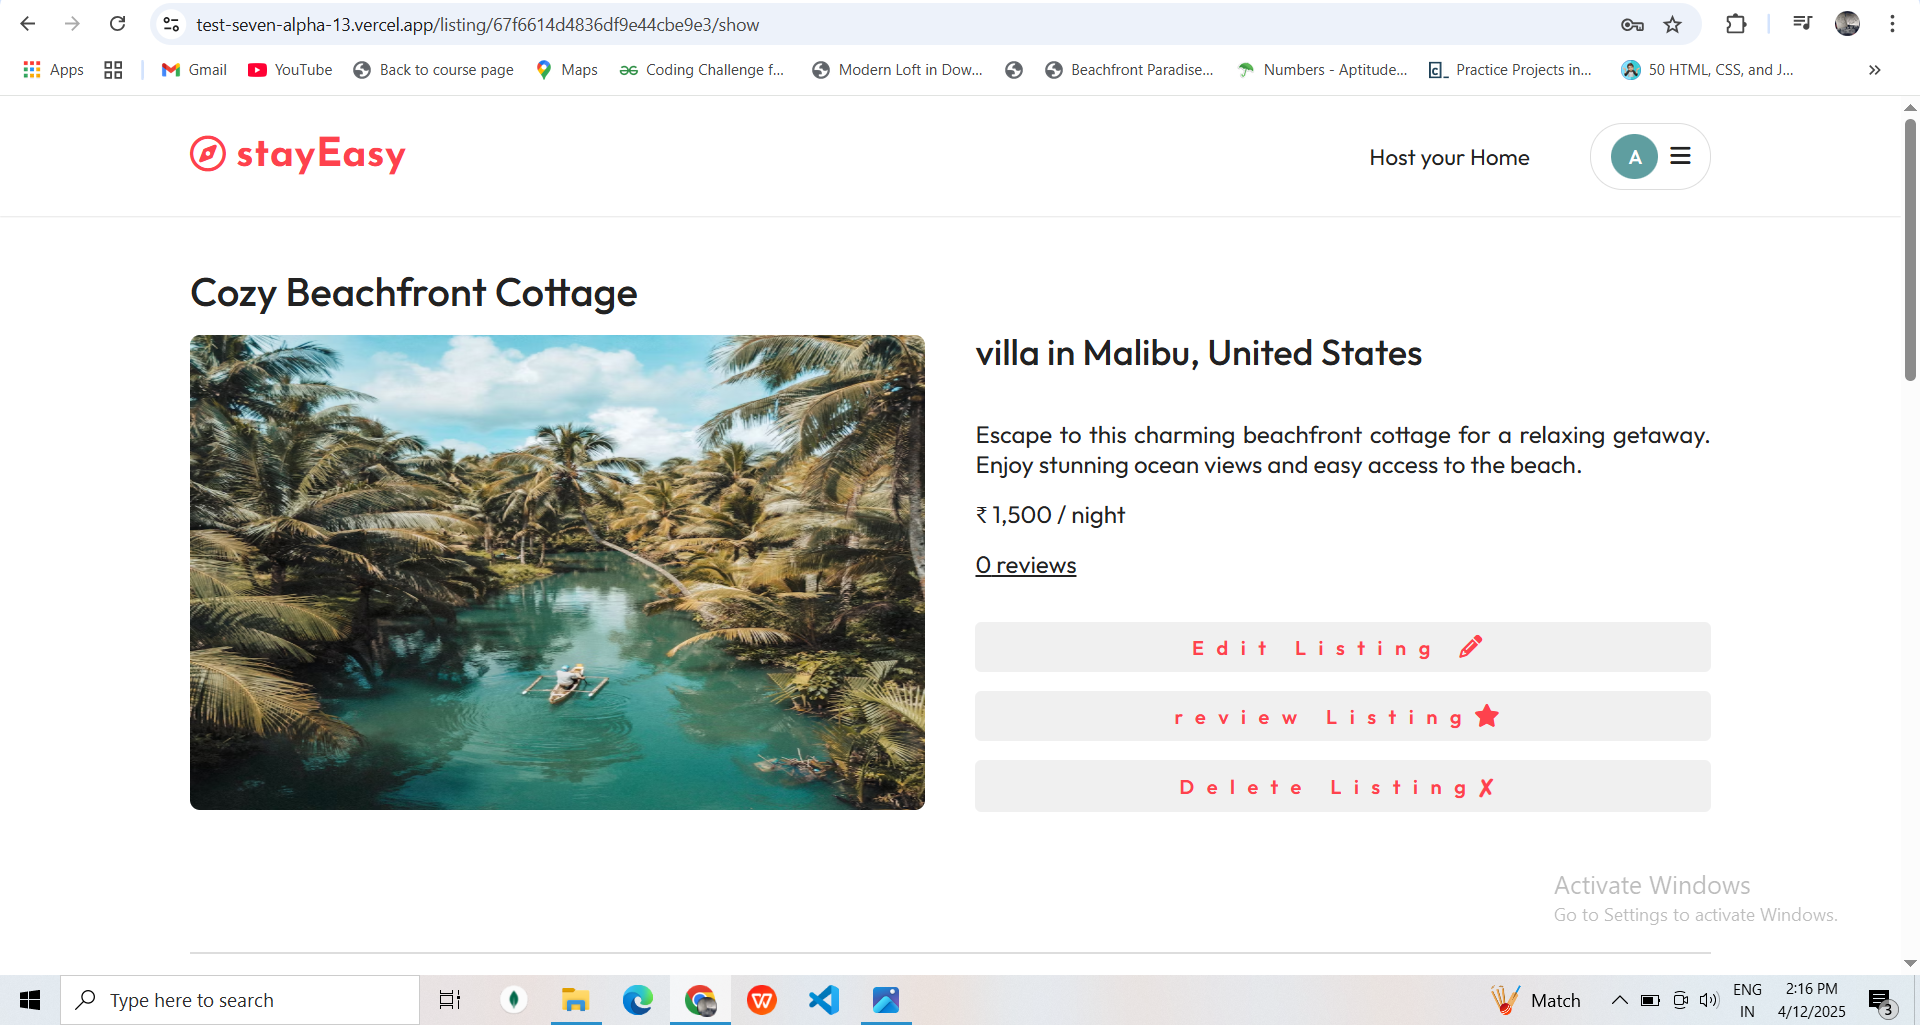 test-seven-alpha-13.vercel.app/listing/67f6614d4836df9e44cbe9e3/show
Apps Gmail YouTube Back to course page Maps Coding Challenge f... Modern Loft in Dow... Beachfront Paradise... Numbers - Aptitude... Practice Projects in... 50 HTML, CSS, and J... »
stayEasy
Host your Home
A
Cozy Beachfront Cottage
villa in Malibu, United States
Escape to this charming beachfront cottage for a relaxing getaway.
Enjoy stunning ocean views and easy access to the beach.
₹ 1,500 / night
0 reviews
Edit Listing
review Listing
Delete Listing ✗
Activate Windows
Go to Settings to activate Windows.
Type here to search
Match
ENG
IN
2:16 PM
4/12/2025
3